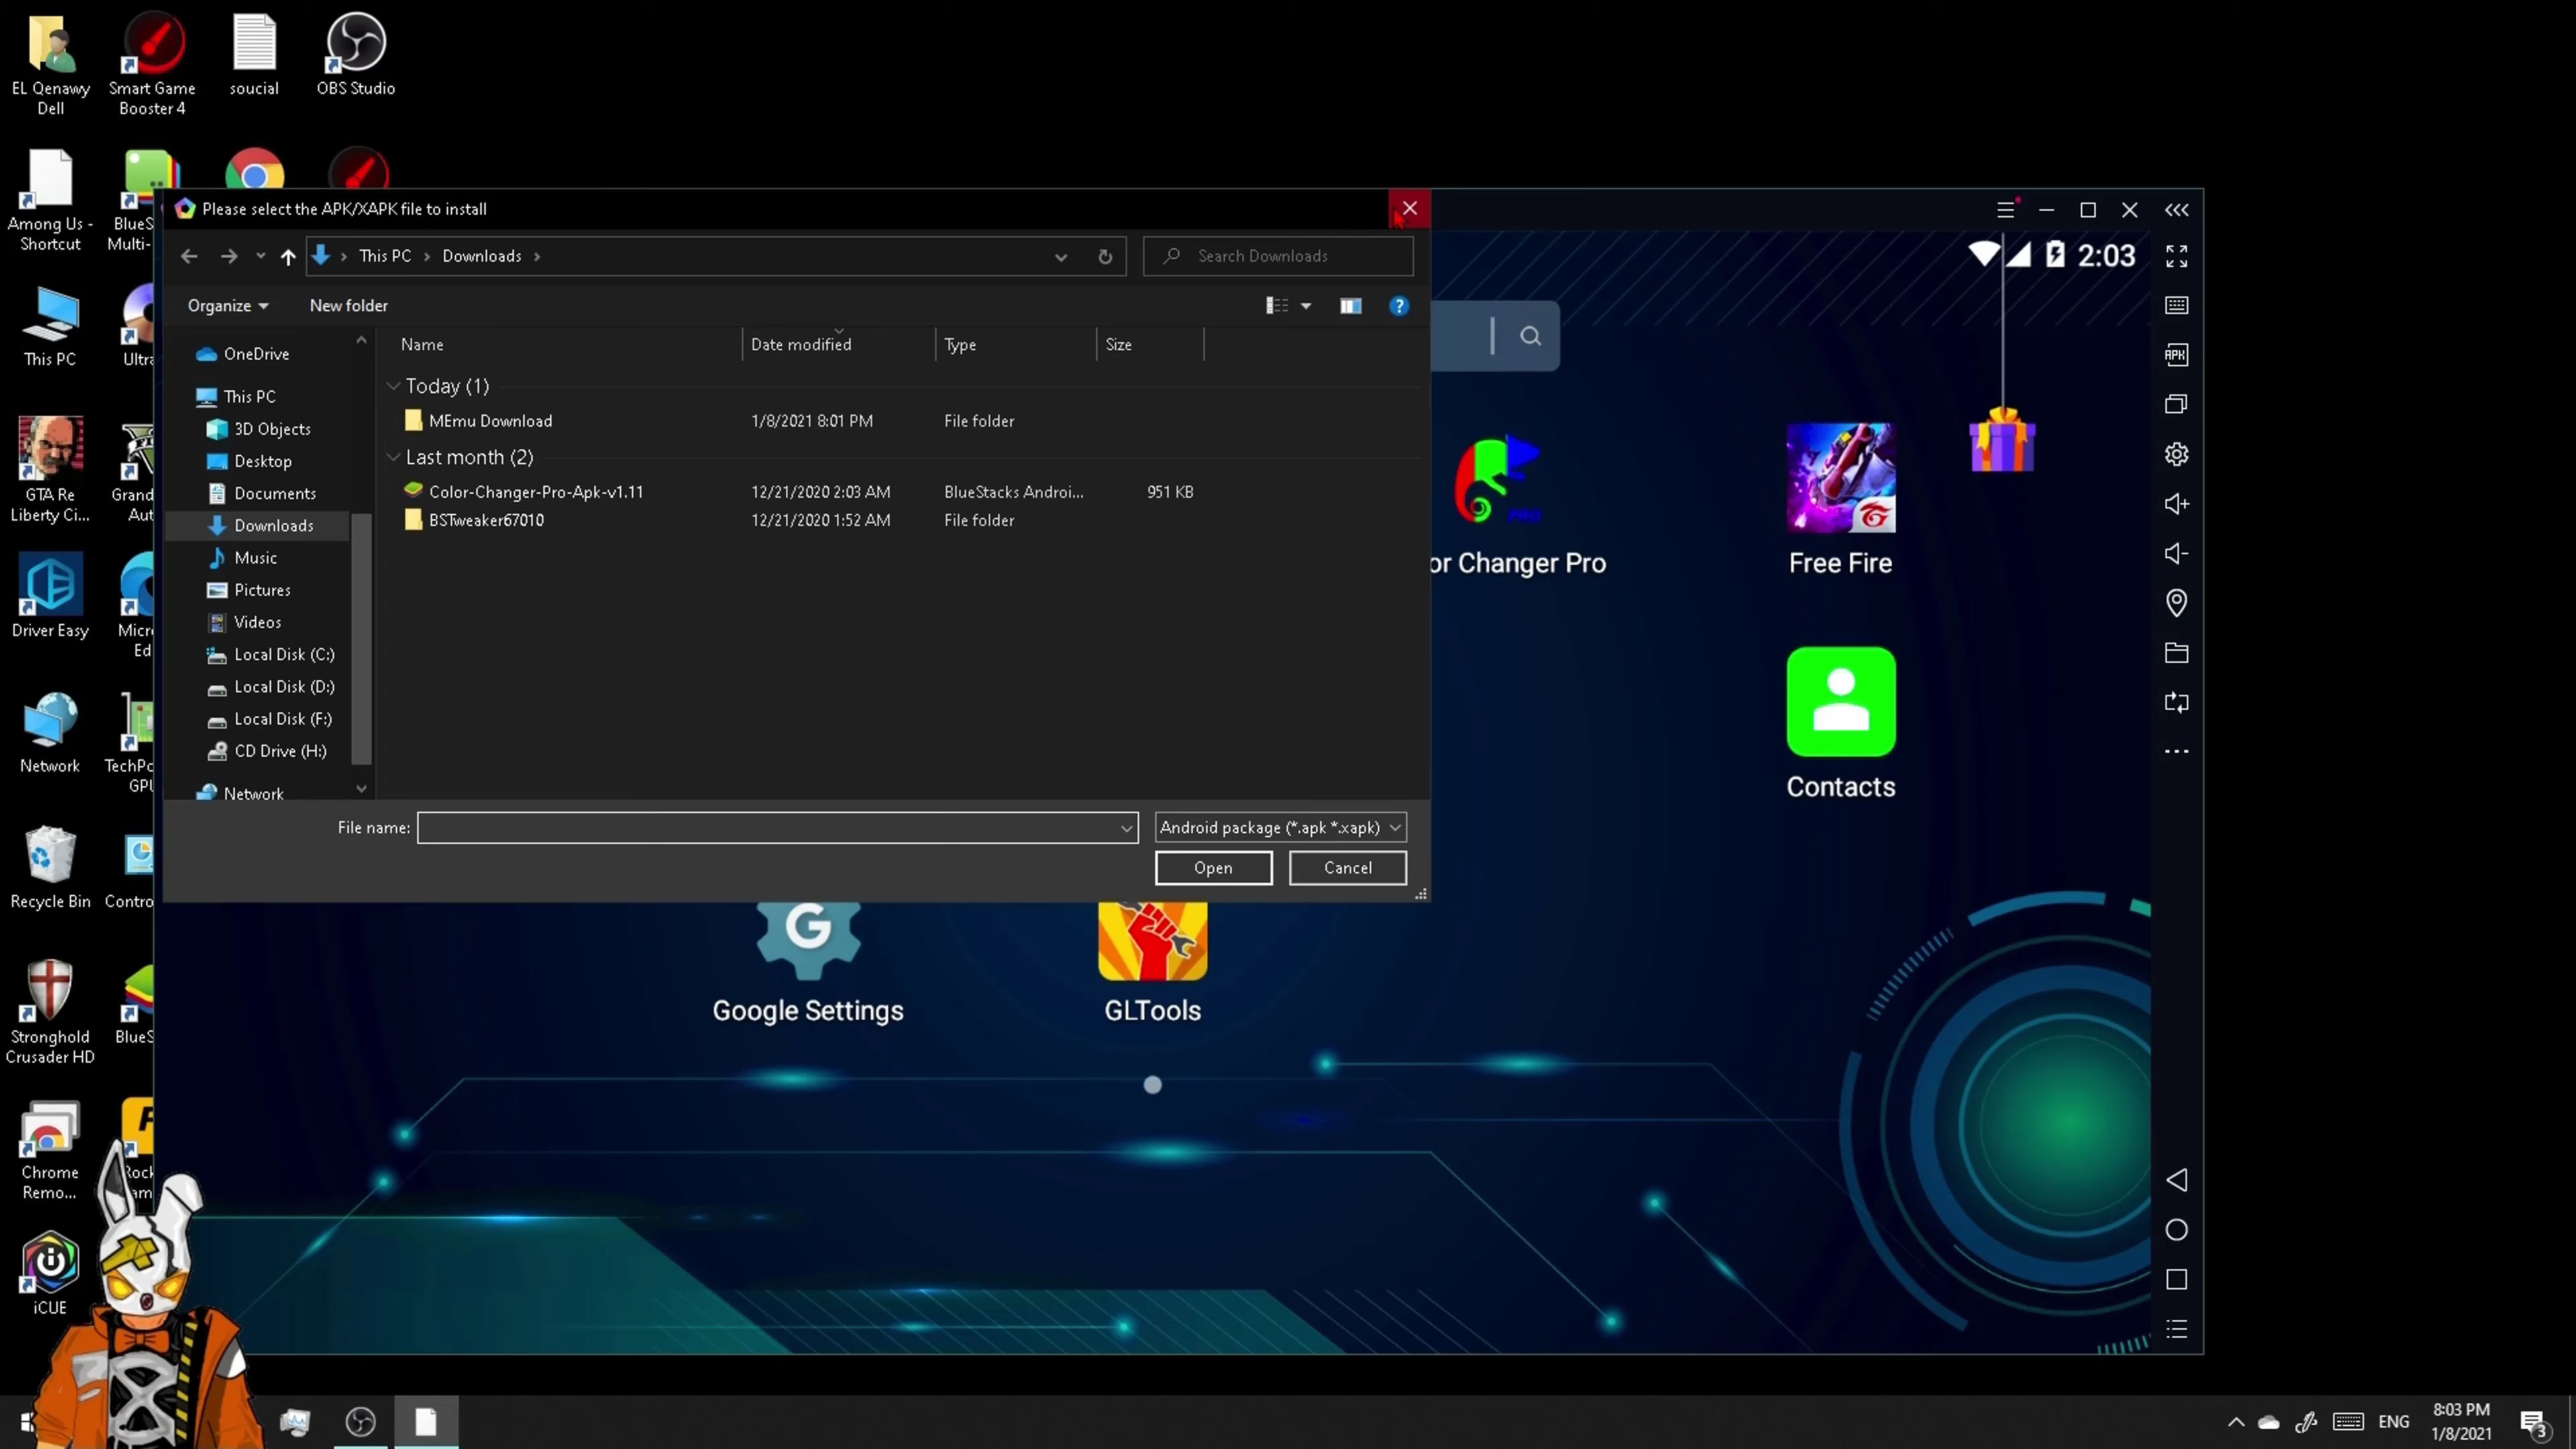 EL Qenawy
Dell
Smart Game
Booster 4
soucial
OBS Studio
Among Us -
Shortcut
BlueS
Multi-
This PC
Ultra
GTA Re
Liberty Ci...
Grand
Aut
Driver Easy
Micro
Ed
Network
TechPo
GPU
Recycle Bin
Contro
Stronghold
Crusader HD
BlueS
Chrome
Remo...
Rock
am
iCUE
Please select the APK/XAPK file to install
This PC
Downloads
Search Downloads
Organize
New folder
?
OneDrive
This PC
3D Objects
Desktop
Documents
Downloads
Music
Pictures
Videos
Local Disk (C:)
Local Disk (D:)
Local Disk (F:)
CD Drive (H:)
Network
Name Date modified Type Size
Today (1)
MEmu Download 1/8/2021 8:01 PM File folder
Last month (2)
Color-Changer-Pro-Apk-v1.11 12/21/2020 2:03 AM BlueStacks Androi... 951 KB
BSTweaker67010 12/21/2020 1:52 AM File folder
File name:
Android package (*.apk *.xapk)
Open Cancel
2:03
APK
PRO
or Changer Pro
Free Fire
Contacts
G
Google Settings
GLTools
ENG
8:03 PM
1/8/2021
3